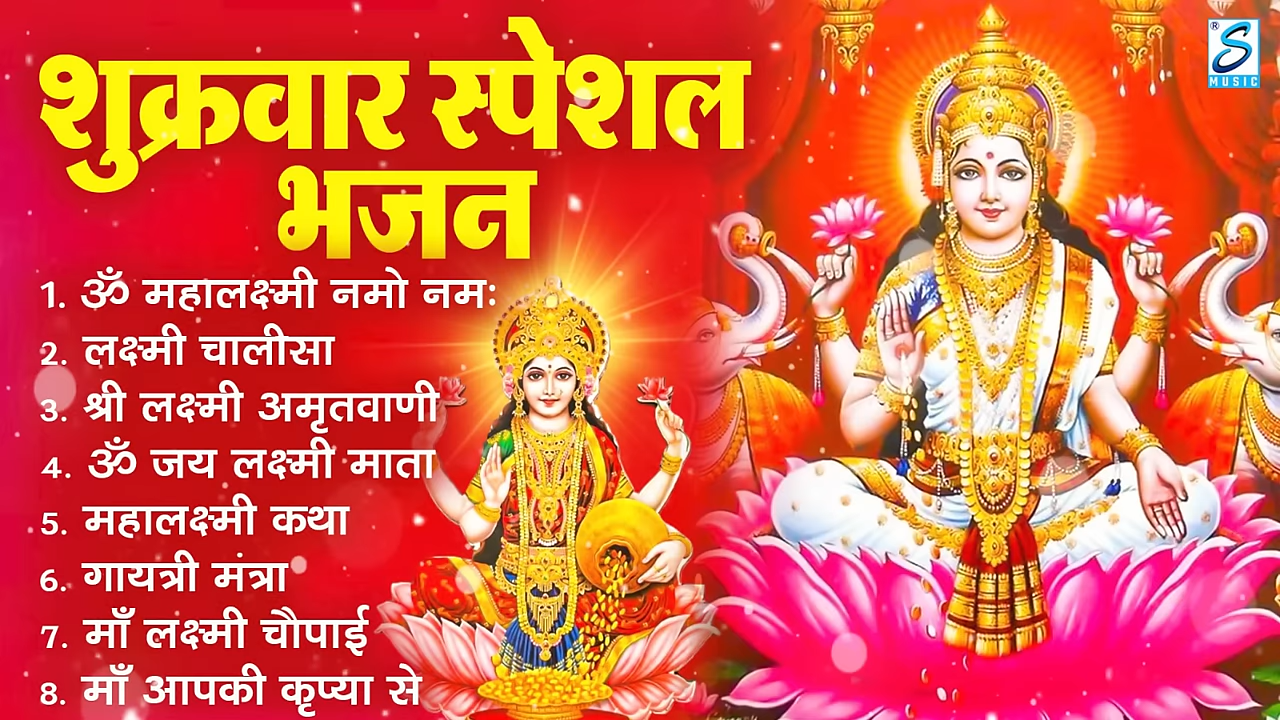 शुक्रवार स्पेशल
भजन
1. ॐ महालक्ष्मी नमो नमः
2. लक्ष्मी चालीसा
3. श्री लक्ष्मी अमृतवाणी
4. ॐ जय लक्ष्मी माता
5. महालक्ष्मी कथा
6. गायत्री मंत्रा
7. माँ लक्ष्मी चौपाई
8. माँ आपकी कृप्या से
® S
MUSIC